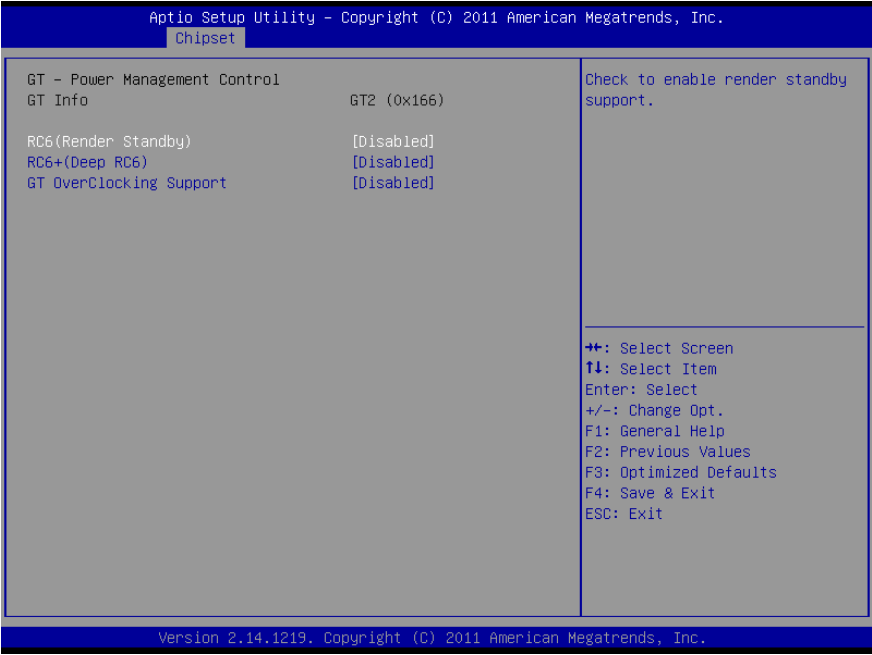 Aptio Setup Utility – Copyright (C) 2011 American Megatrends, Inc.
Chipset
GT – Power Management Control
GT Info GT2 (0x166)
RC6(Render Standby) [Disabled]
RC6+(Deep RC6) [Disabled]
GT OverClocking Support [Disabled]
Check to enable render standby
support.
→←: Select Screen
↑↓: Select Item
Enter: Select
+/-: Change Opt.
F1: General Help
F2: Previous Values
F3: Optimized Defaults
F4: Save & Exit
ESC: Exit
Version 2.14.1219. Copyright (C) 2011 American Megatrends, Inc.